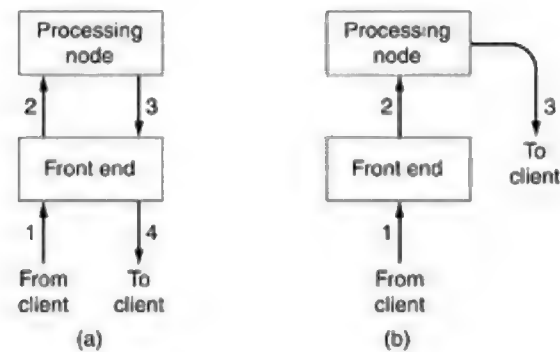 Processing
node
2
3
Front end
1
4
From
client
To
client
(a)
Processing
node
2
3
To
client
Front end
1
From
client
(b)